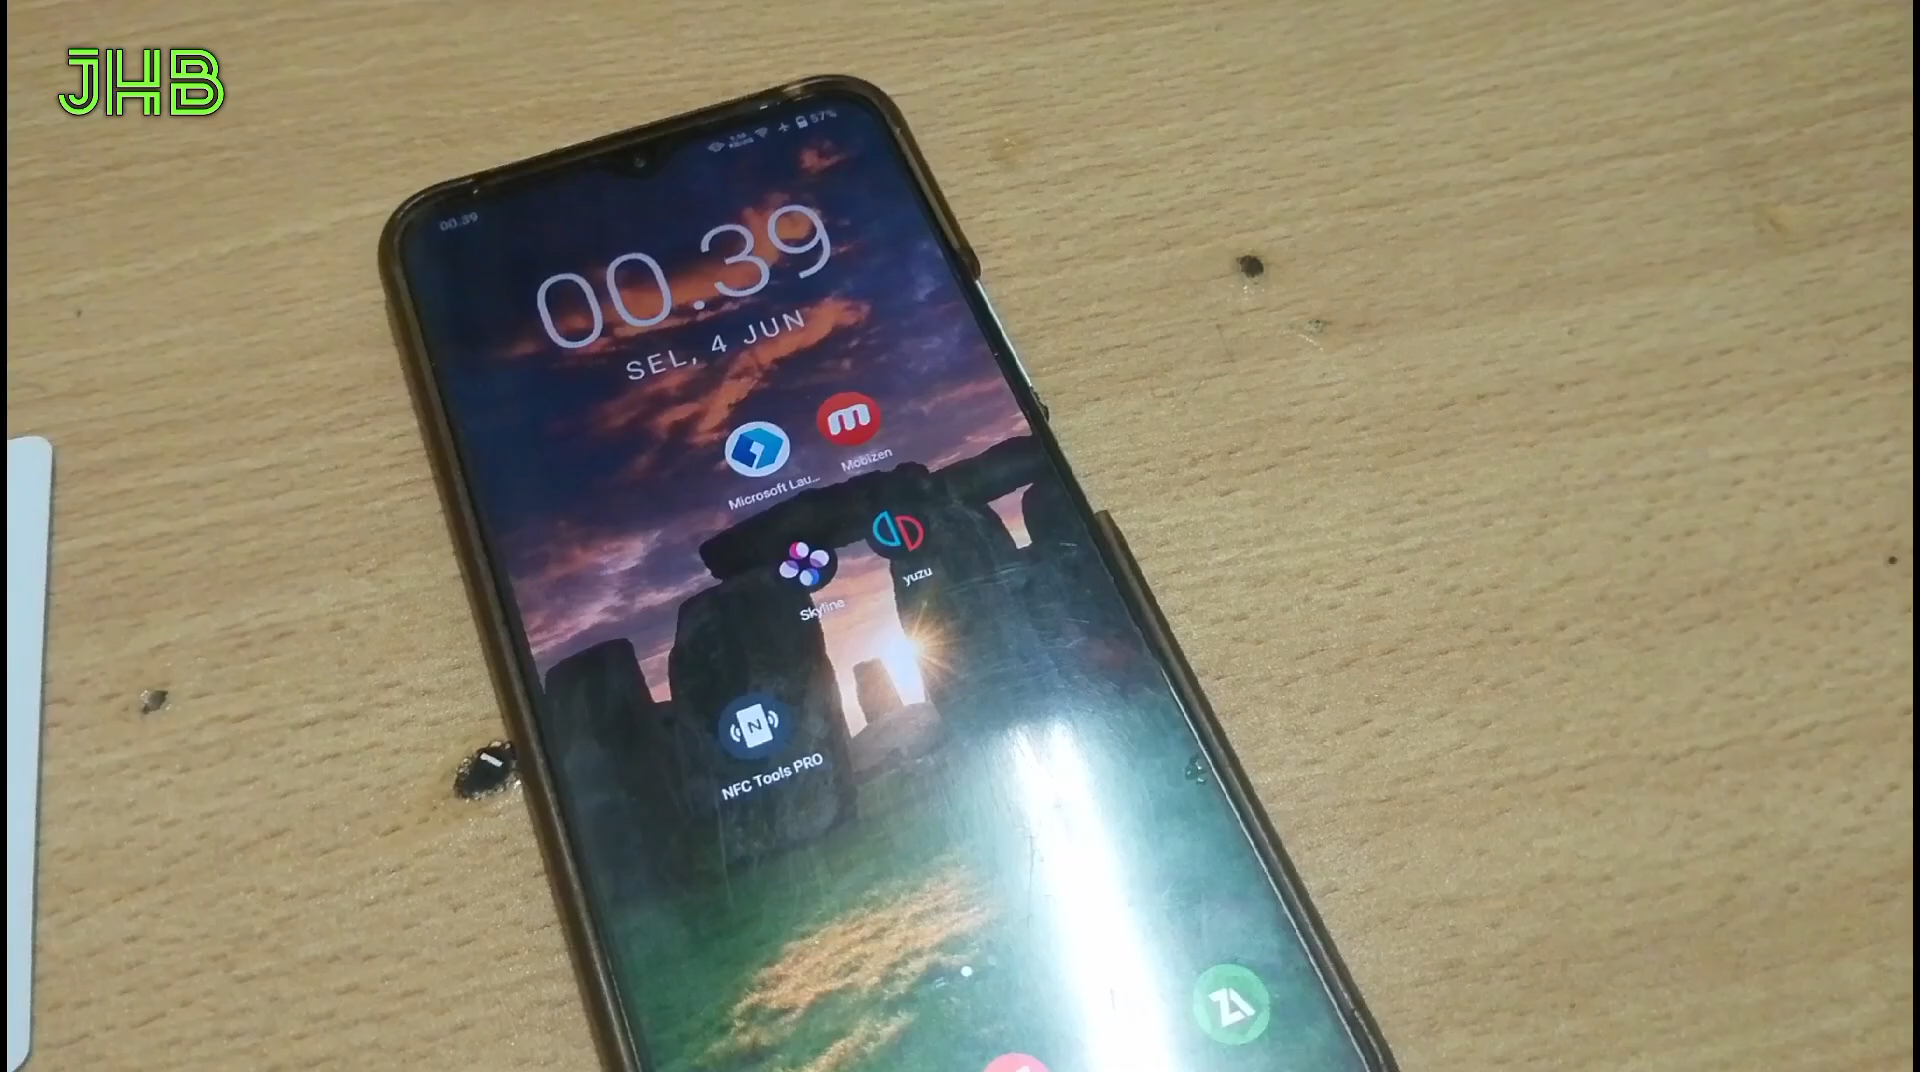 JHB
57%
00.39
00.39
SEL, 4 JUN
Microsoft Lau...
Mobizen
Skyline
yuzu
N
NFC Tools PRO